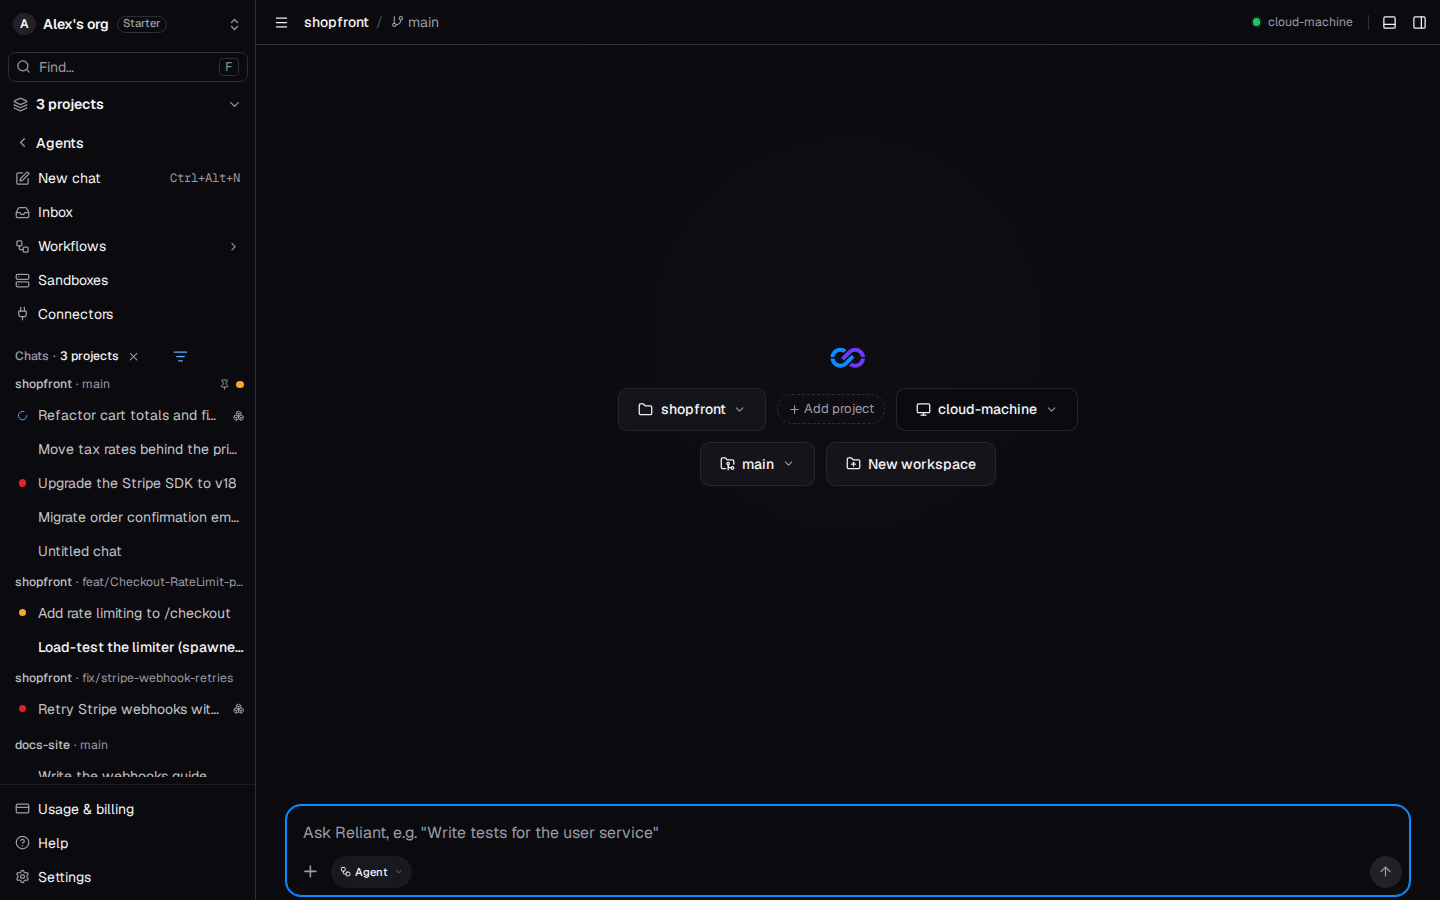 A Alex's org Starter
Find... F
3 projects
Agents
New chat Ctrl+Alt+N
Inbox
Workflows
Sandboxes
Connectors
Chats · 3 projects
shopfront · main
Refactor cart totals and fi...
Move tax rates behind the pri...
Upgrade the Stripe SDK to v18
Migrate order confirmation em...
Untitled chat
shopfront · feat/Checkout-RateLimit-p...
Add rate limiting to /checkout
Load-test the limiter (spawne...
shopfront · fix/stripe-webhook-retries
Retry Stripe webhooks wit...
docs-site · main
Write the webhooks guide
Usage & billing
Help
Settings
shopfront / main
cloud-machine
shopfront
Add project
cloud-machine
main
New workspace
Ask Reliant, e.g. "Write tests for the user service"
Agent